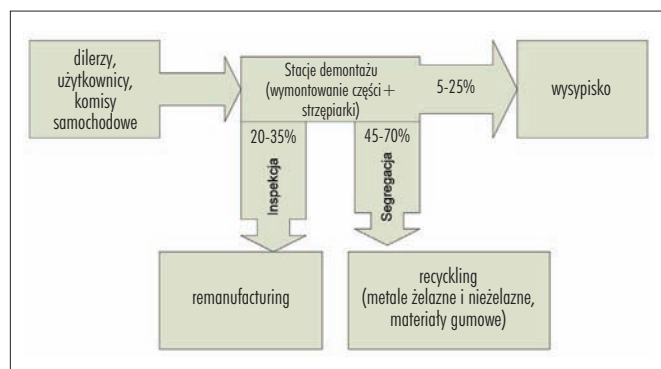 dilerzy,
użytkownicy,
komisy
samochodowe
Stacje demontażu
(wymontowanie części+
strzępiarki)
5-25%
wysypisko
20-35%
45-70%
Inspekcja
Segregacja
remanufacturing
recyckling
(metale żelazne i nieżelazne,
materiały gumowe)